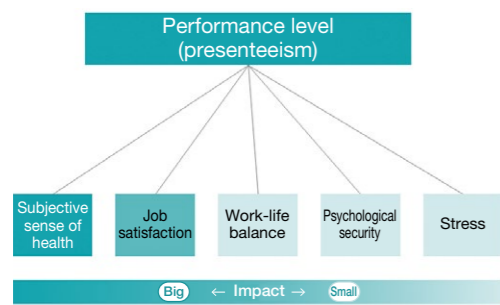 Performance level
(presenteeism)
Subjective
sense of
health
Job
satisfaction
Work-life
balance
Psychological
security
Stress
Big ← Impact → Small